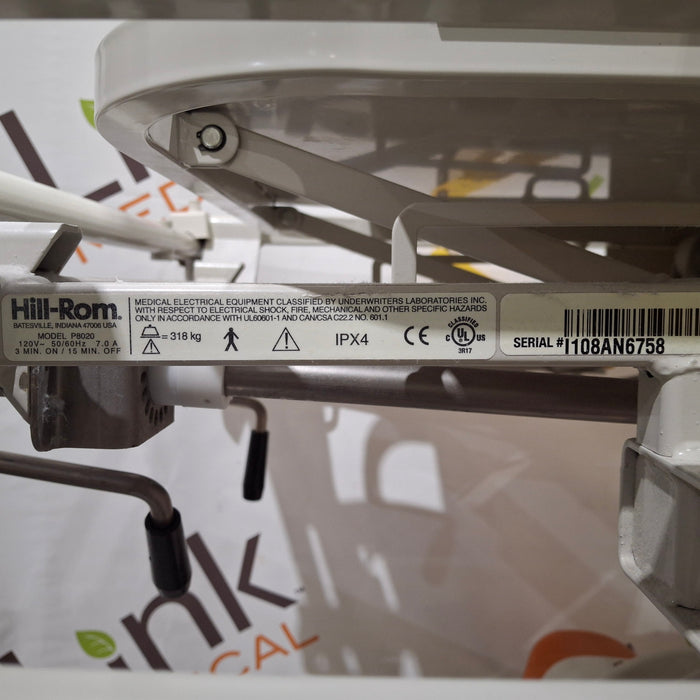 Hill-Rom.
BATESVILLE, INDIANA 47006 USA
MODEL P8020
120V~ 50/60Hz 7.0 A
3 MIN. ON / 15 MIN. OFF
MEDICAL ELECTRICAL EQUIPMENT CLASSIFIED BY UNDERWRITERS LABORATORIES INC.
WITH RESPECT TO ELECTRICAL SHOCK, FIRE, MECHANICAL AND OTHER SPECIFIC HAZARDS
ONLY IN ACCORDANCE WITH UL60601-1 AND CAN/CSA C22.2 NO. 601.1
= 318 kg
IPX4
CE
CLASSIFIED
C UL US
3R17
SERIAL # I108AN6758